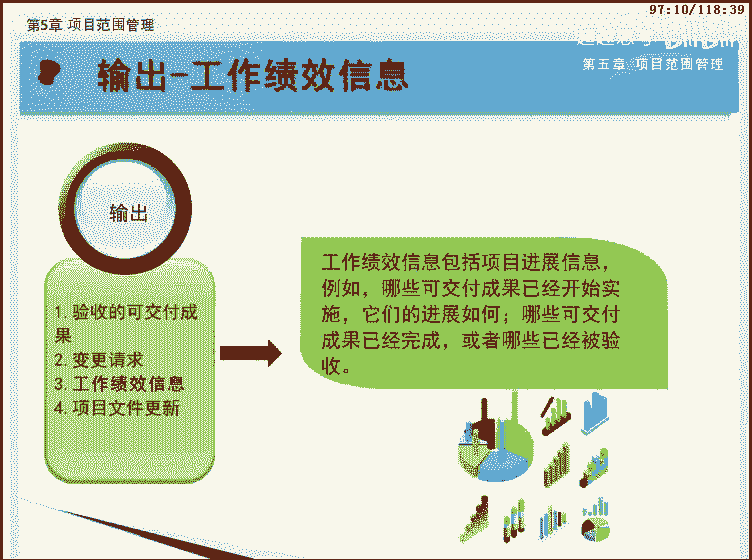 97:10/118:39
第5章 项目范围管理
输出-工作绩效信息
第五章 项目范围管理
输出
1.验收的可交付成
果
2.变更请求
3.工作绩效信息
4.项目文件更新
工作绩效信息包括项目进展信息，
例如，哪些可交付成果已经开始实
施，它们的进展如何；哪些可交付
成果已经完成，或者哪些已经被验
收。